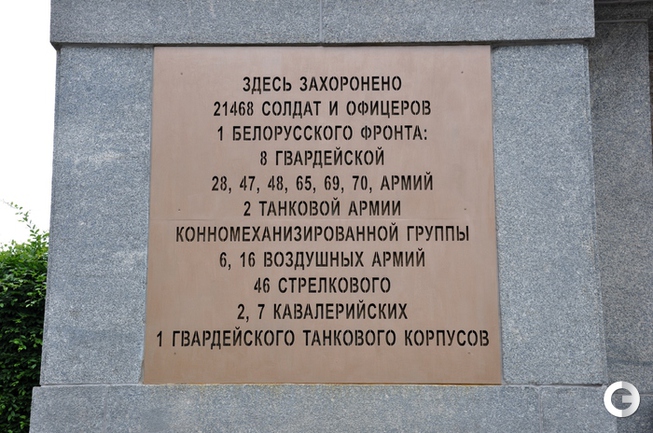 ЗДЕСЬ ЗАХОРОНЕНО
21468 СОЛДАТ И ОФИЦЕРОВ
1 БЕЛОРУССКОГО ФРОНТА:
8 ГВАРДЕЙСКОЙ
28, 47, 48, 65, 69, 70, АРМИЙ
2 ТАНКОВОЙ АРМИИ
КОННОМЕХАНИЗИРОВАННОЙ ГРУППЫ
6, 16 ВОЗДУШНЫХ АРМИЙ
46 СТРЕЛКОВОГО
2, 7 КАВАЛЕРИЙСКИХ
1 ГВАРДЕЙСКОГО ТАНКОВОГО КОРПУСОВ